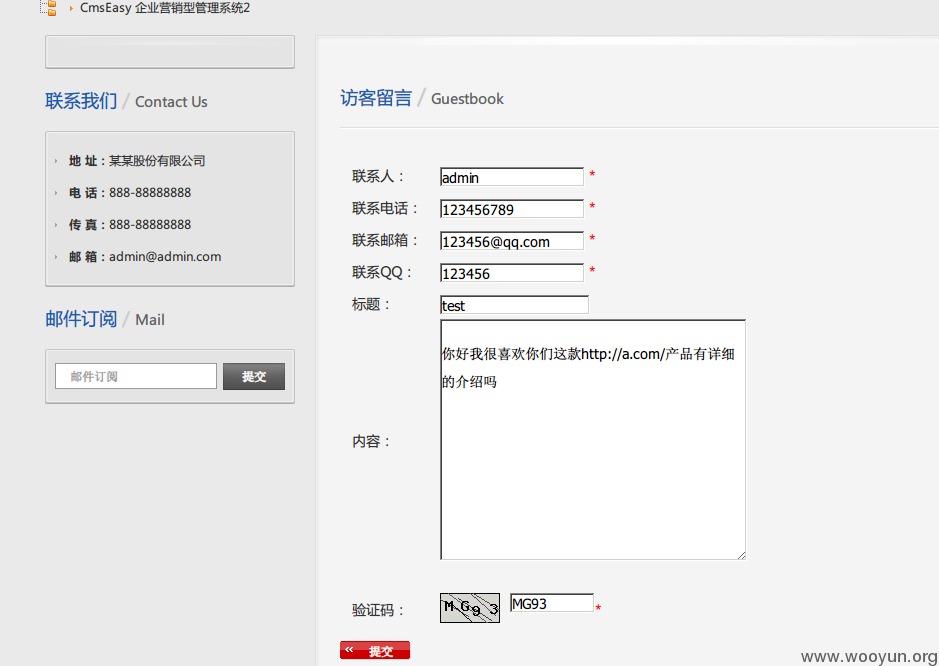 CmsEasy 企业营销型管理系统2
联系我们 / Contact Us
地 址：某某股份有限公司
电 话：888-88888888
传 真：888-88888888
邮 箱：admin@admin.com
邮件订阅 / Mail
邮件订阅 提交
访客留言 / Guestbook
联系人： admin *
联系电话： 123456789 *
联系邮箱： 123456@qq.com *
联系QQ： 123456 *
标题： test
你好我很喜欢你们这款http://a.com/产品有详细
的介绍吗
内容：
验证码： MG93 MG93 *
提交
www.wooyun.org